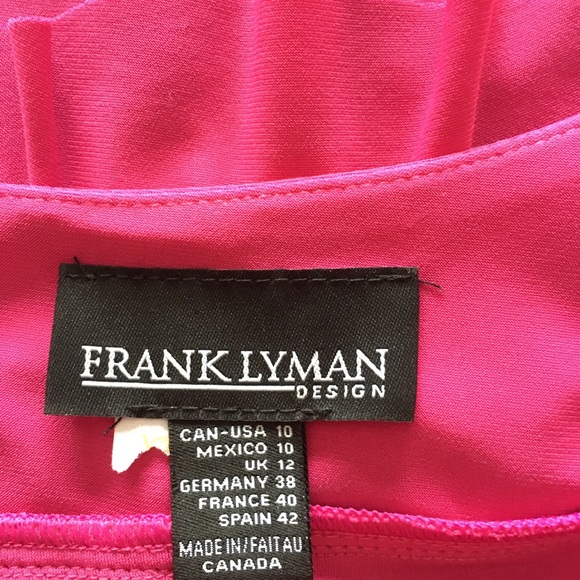 FRANK LYMAN
DESIGN
CAN-USA 10
MEXICO 10
UK 12
GERMANY 38
FRANCE 40
SPAIN 42
MADE IN/FAIT AU
CANADA